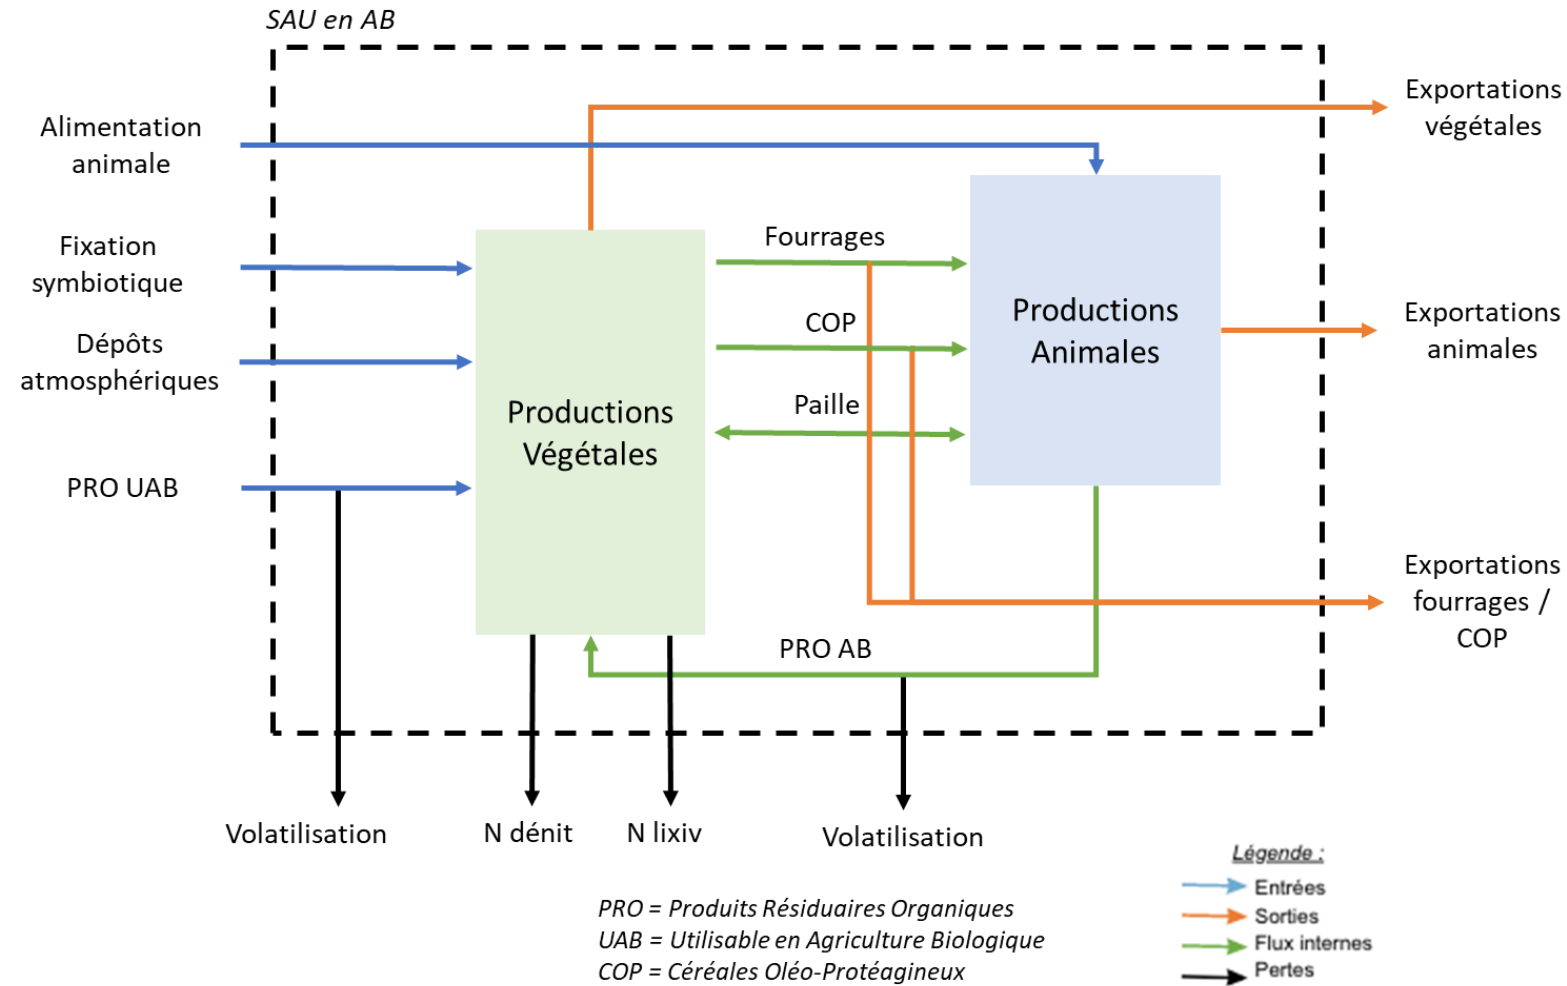 SAU en AB
Alimentation
animale
Exportations
végétales
Fixation
symbiotique
Fourrages
Dépôts
atmosphériques
COP
Productions
Animales
Exportations
animales
Productions
Végétales
Paille
PRO UAB
Exportations
fourrages /
COP
PRO AB
Volatilisation
N dénit
N lixiv
Volatilisation
Légende :
Entrées
Sorties
Flux internes
Pertes
PRO = Produits Résiduaires Organiques
UAB = Utilisable en Agriculture Biologique
COP = Céréales Oléo-Protéagineux